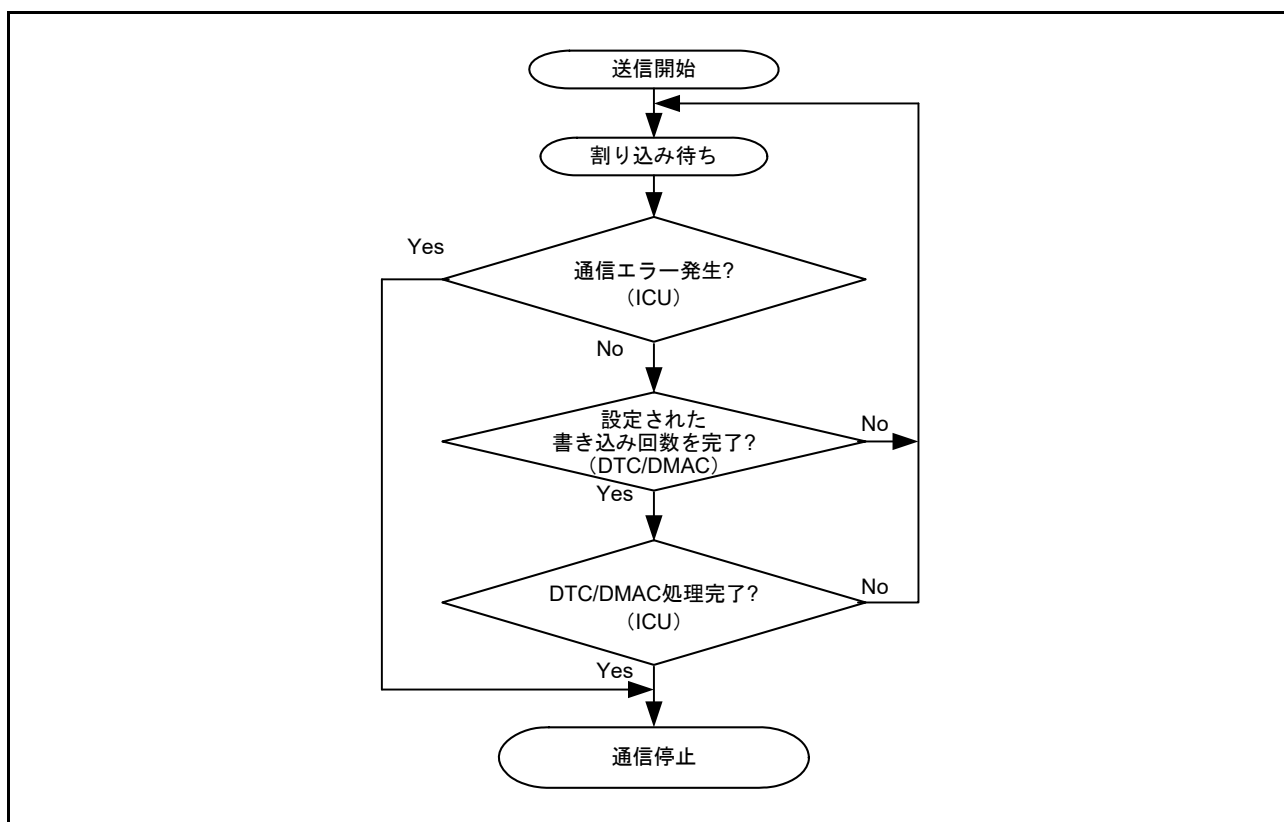 送信開始
割り込み待ち
Yes
通信エラー発生?
（ICU）
No
設定された
書き込み回数を完了?
（DTC/DMAC）
No
Yes
DTC/DMAC処理完了?
（ICU）
No
Yes
通信停止